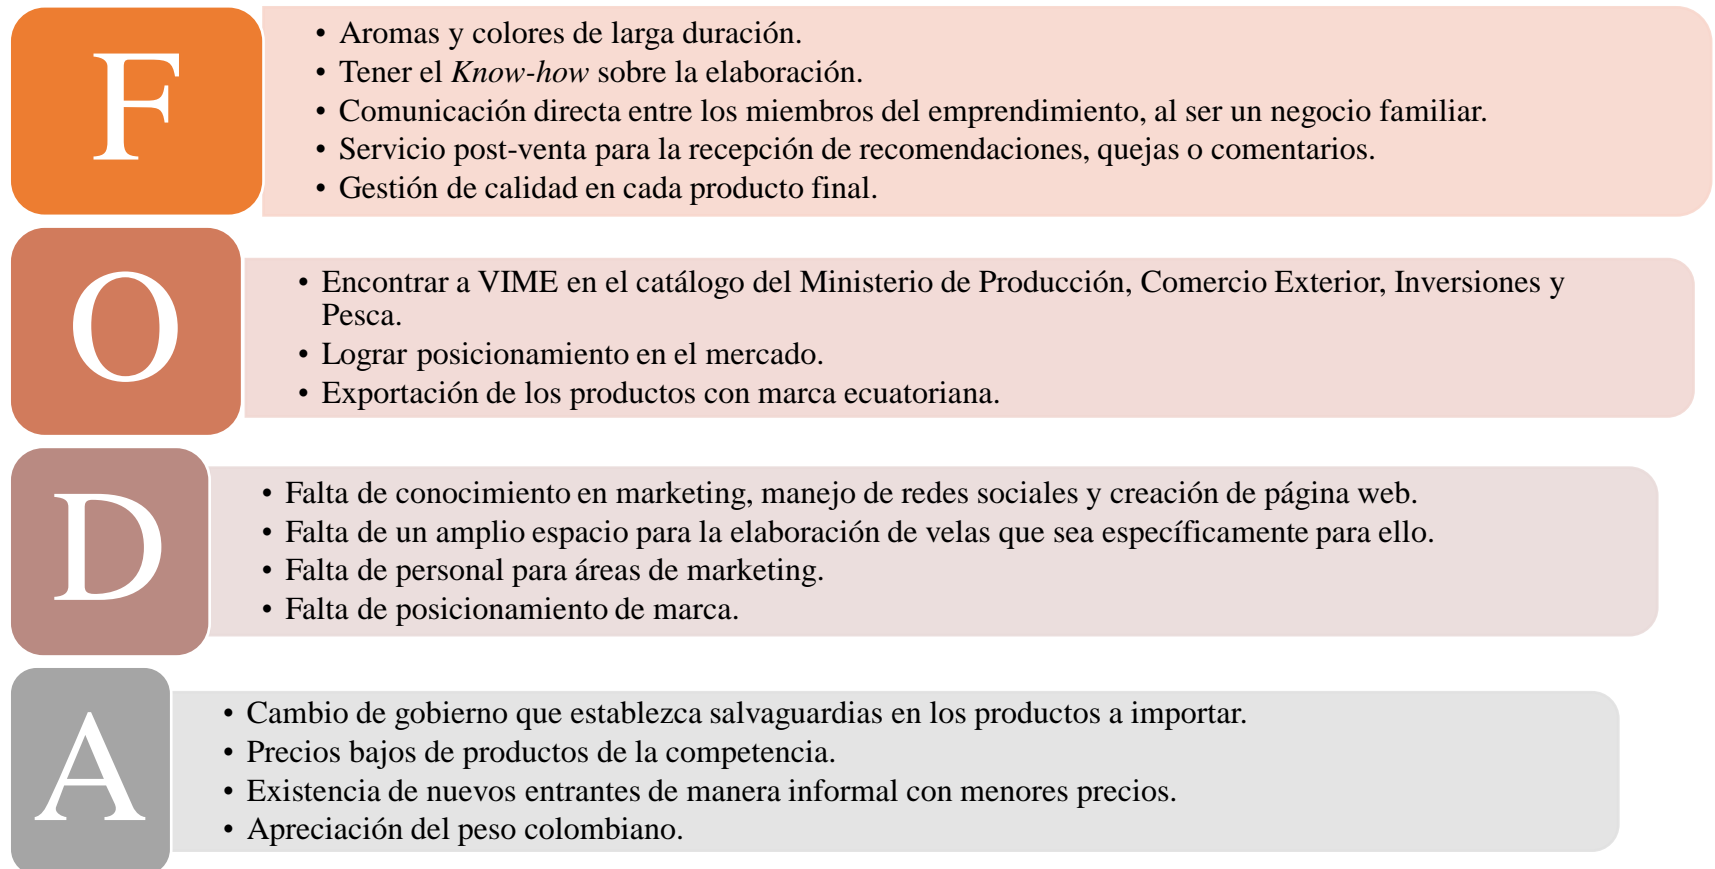 F
• Aromas y colores de larga duración.
• Tener el Know-how sobre la elaboración.
• Comunicación directa entre los miembros del emprendimiento, al ser un negocio familiar.
• Servicio post-venta para la recepción de recomendaciones, quejas o comentarios.
• Gestión de calidad en cada producto final.
O
• Encontrar a VIME en el catálogo del Ministerio de Producción, Comercio Exterior, Inversiones y
Pesca.
• Lograr posicionamiento en el mercado.
• Exportación de los productos con marca ecuatoriana.
D
• Falta de conocimiento en marketing, manejo de redes sociales y creación de página web.
• Falta de un amplio espacio para la elaboración de velas que sea específicamente para ello.
• Falta de personal para áreas de marketing.
• Falta de posicionamiento de marca.
A
• Cambio de gobierno que establezca salvaguardias en los productos a importar.
• Precios bajos de productos de la competencia.
• Existencia de nuevos entrantes de manera informal con menores precios.
• Apreciación del peso colombiano.